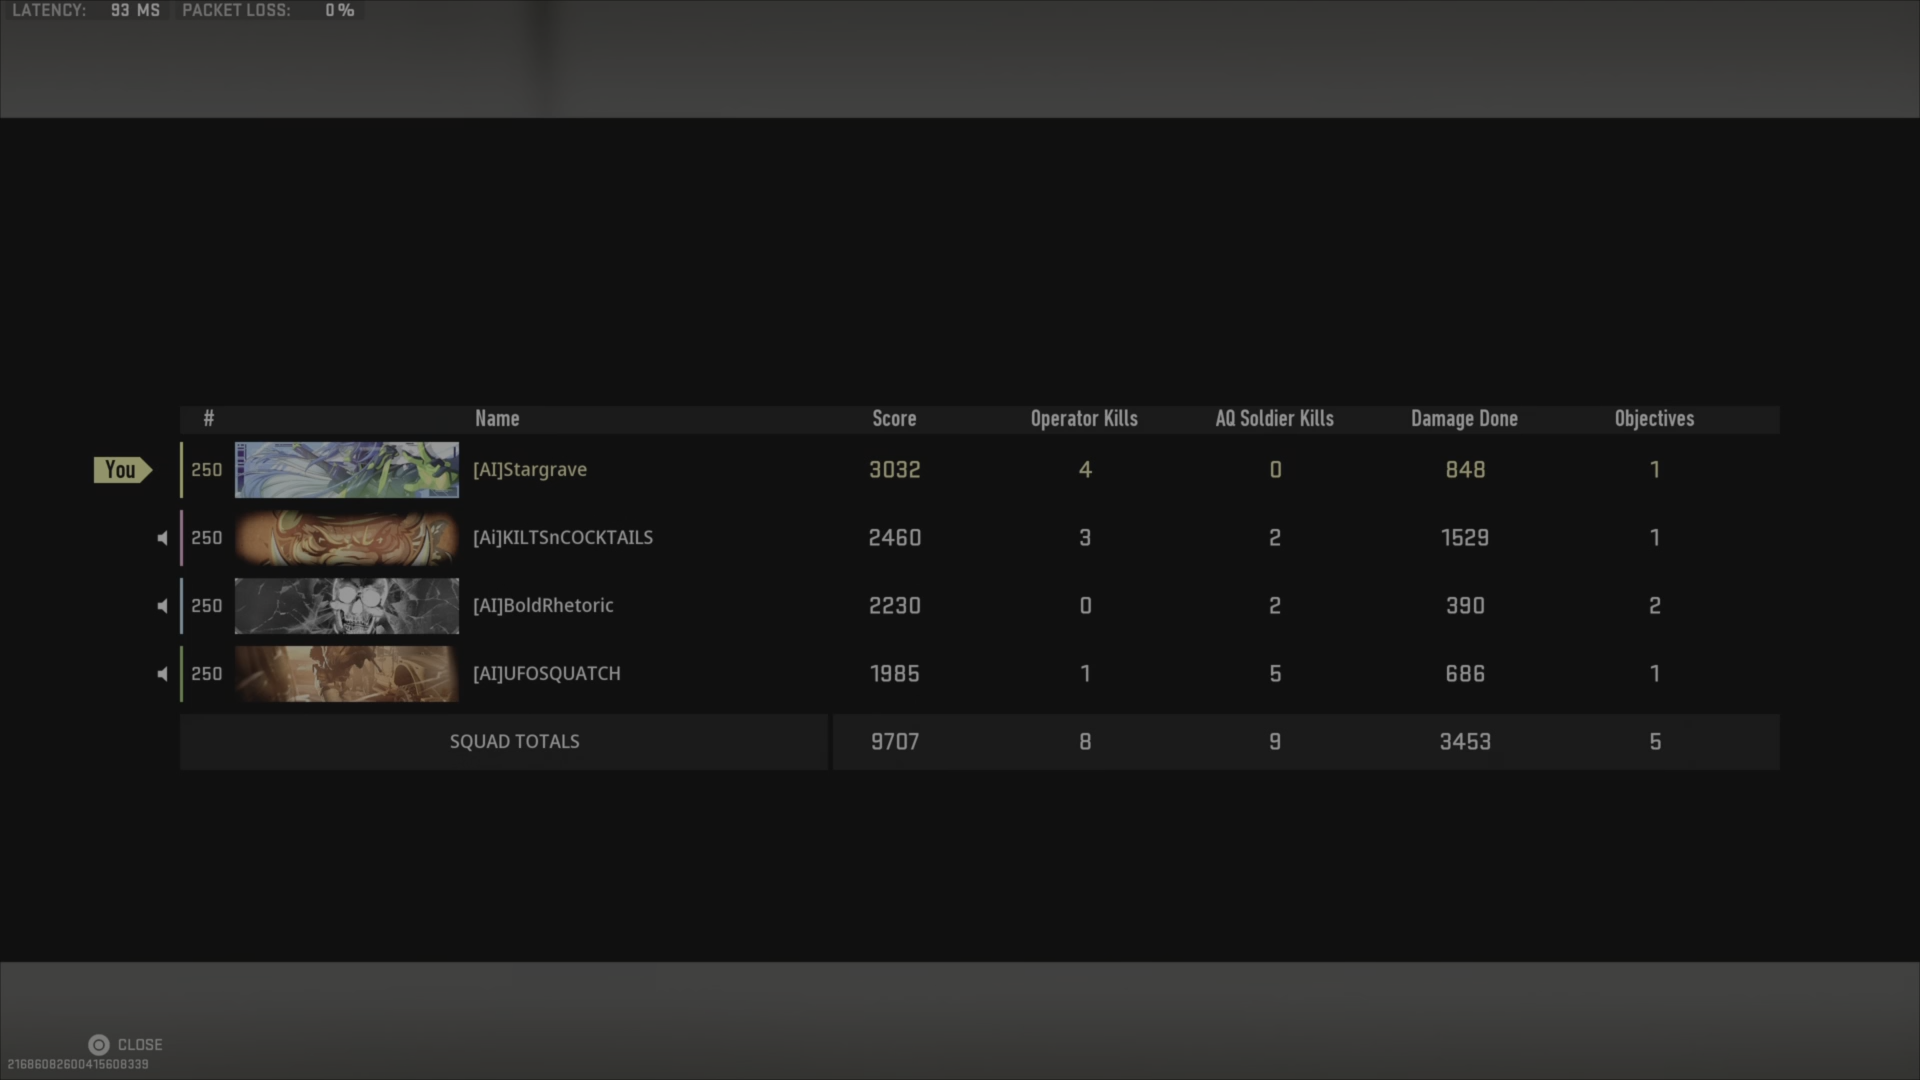 LATENCY: 93 MS PACKET LOSS: 0%
# Name Score Operator Kills AQ Soldier Kills Damage Done Objectives
You 250 [AI]Stargrave 3032 4 0 848 1
250 [Ai]KILTSnCOCKTAILS 2460 3 2 1529 1
250 [AI]BoldRhetoric 2230 0 2 390 2
250 [AI]UFOSQUATCH 1985 1 5 686 1
SQUAD TOTALS 9707 8 9 3453 5
CLOSE
21686082600415608339